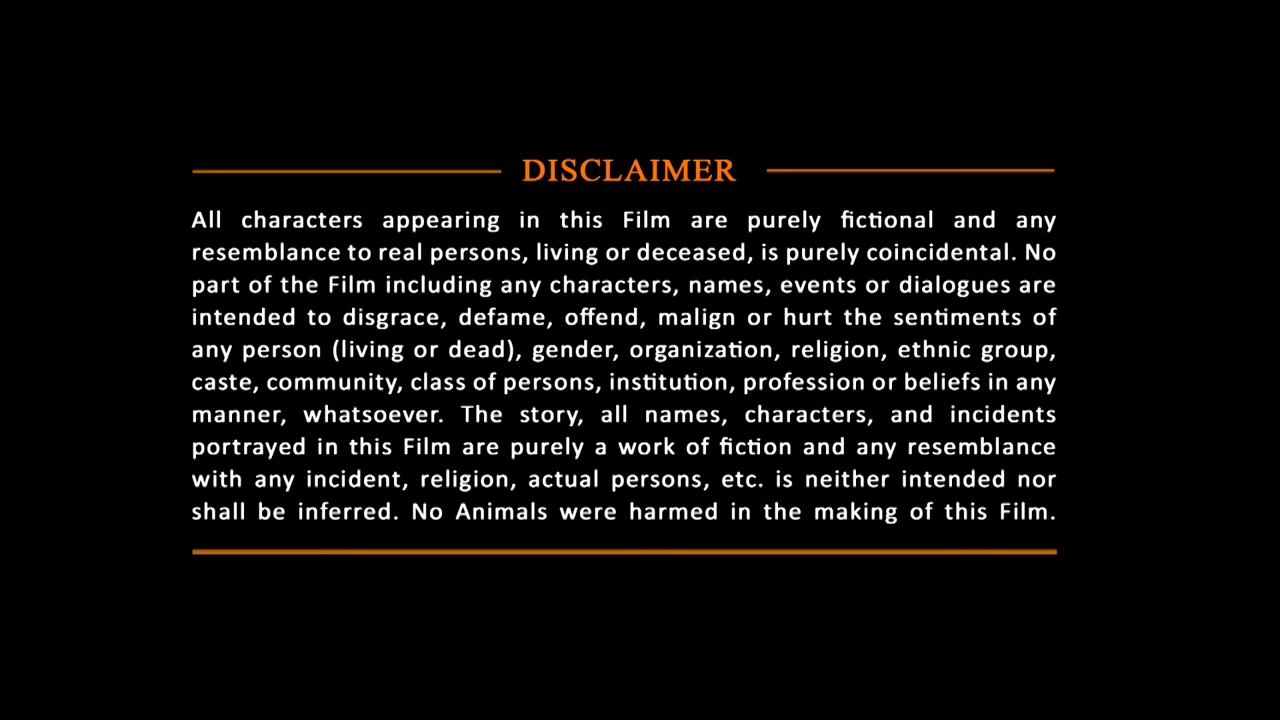 DISCLAIMER
All characters appearing in this Film are purely fictional and any
resemblance to real persons, living or deceased, is purely coincidental. No
part of the Film including any characters, names, events or dialogues are
intended to disgrace, defame, offend, malign or hurt the sentiments of
any person (living or dead), gender, organization, religion, ethnic group,
caste, community, class of persons, institution, profession or beliefs in any
manner, whatsoever. The story, all names, characters, and incidents
portrayed in this Film are purely a work of fiction and any resemblance
with any incident, religion, actual persons, etc. is neither intended nor
shall be inferred. No Animals were harmed in the making of this Film.